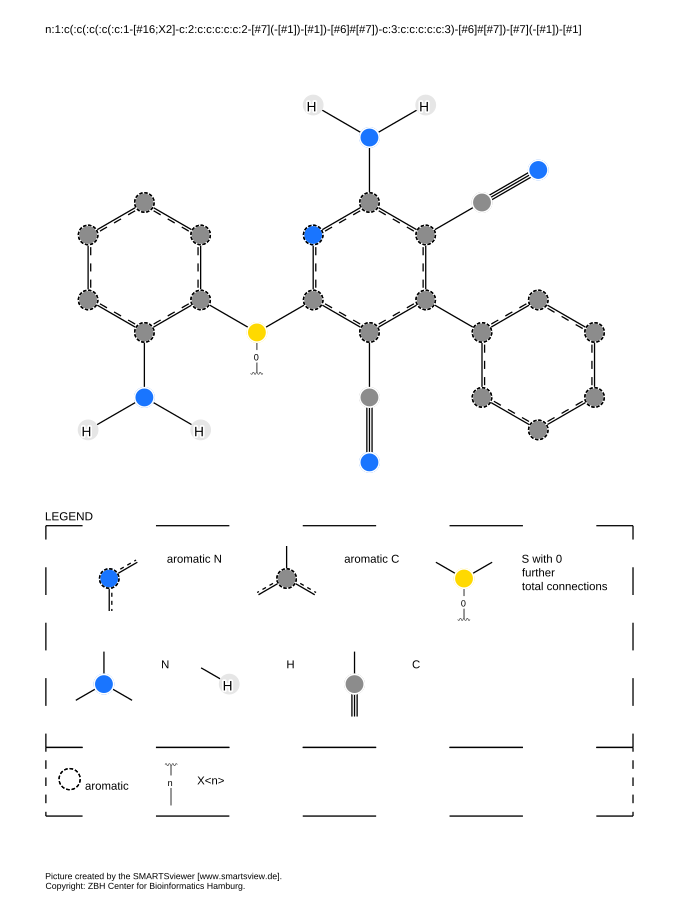 n:1:c(:c(:c(:c(:c:1-[#16;X2]-c:2:c:c:c:c:c:2-[#7](-[#1])-[#1])-[#6]#[#7])-c:3:c:c:c:c:c:3)-[#6]#[#7])-[#7](-[#1])-[#1]
H H
0
H H
LEGEND
aromatic N aromatic C S with 0
further
total connections
0
N H H C
aromatic n X<n>
Picture created by the SMARTSviewer [www.smartsview.de].
Copyright: ZBH Center for Bioinformatics Hamburg.